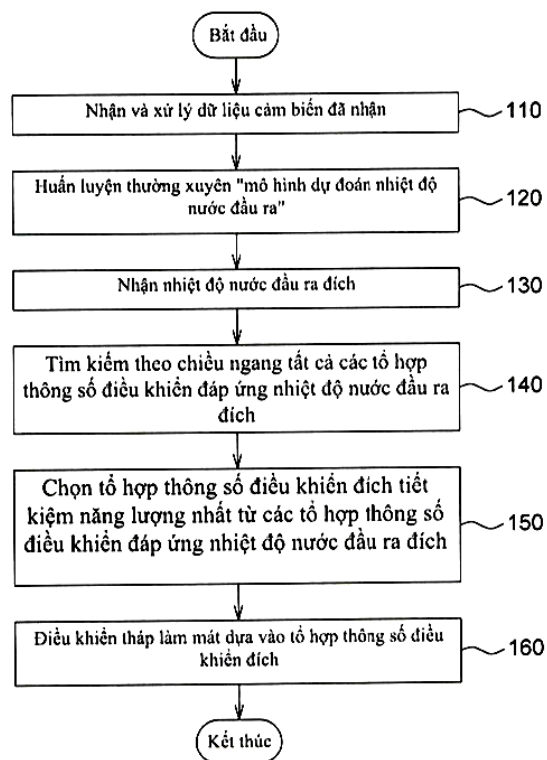 Bắt đầu
Nhận và xử lý dữ liệu cảm biến đã nhận
110
Huấn luyện thường xuyên "mô hình dự đoán nhiệt độ
nước đầu ra"
120
Nhận nhiệt độ nước đầu ra đích
130
Tìm kiếm theo chiều ngang tất cả các tổ hợp
thông số điều khiển đáp ứng nhiệt độ nước đầu ra
đích
140
Chọn tổ hợp thông số điều khiển đích tiết
kiệm năng lượng nhất từ các tổ hợp thông số
điều khiển đáp ứng nhiệt độ nước đầu ra đích
150
Điều khiển tháp làm mát dựa vào tổ hợp thông số điều
khiển đích
160
Kết thúc